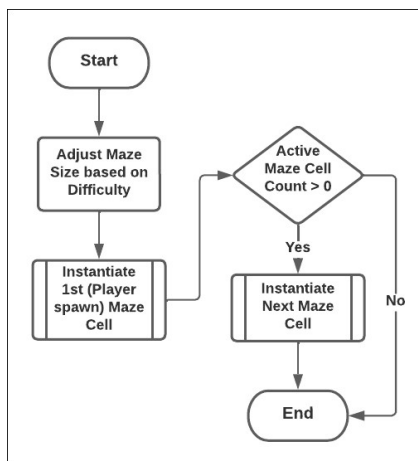 Start
Adjust Maze
Size based on
Difficulty
Instantiate
1st (Player
spawn) Maze
Cell
Active
Maze Cell
Count > 0
Yes
No
Instantiate
Next Maze
Cell
End